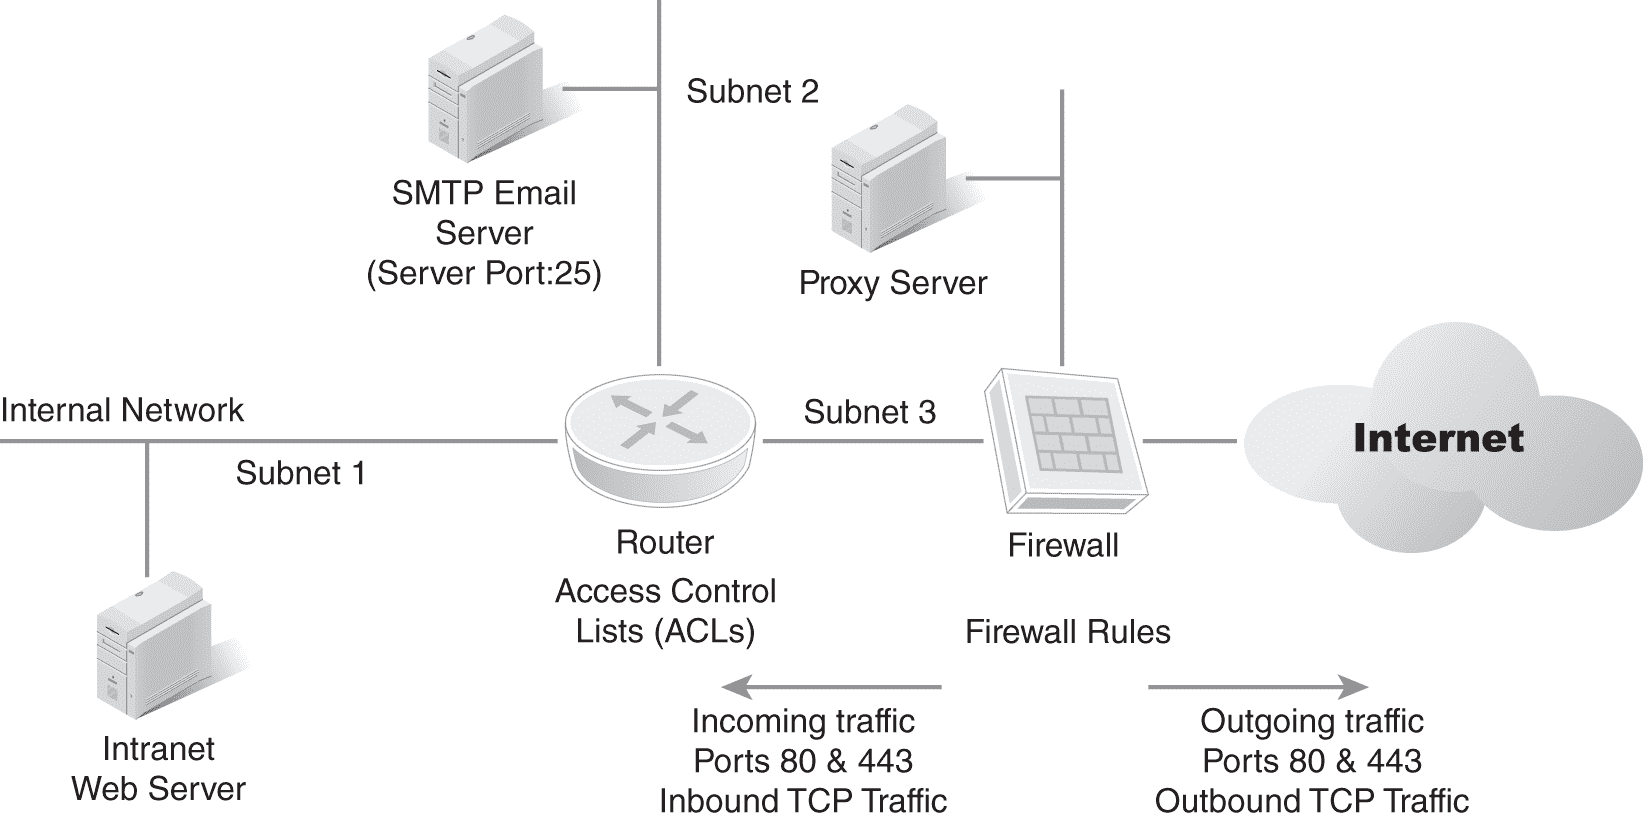 Subnet 2
SMTP Email
Server
(Server Port:25)
Proxy Server
Internal Network
Subnet 1
Subnet 3
Internet
Router
Access Control
Lists (ACLs)
Firewall
Firewall Rules
Intranet
Web Server
Incoming traffic
Ports 80 & 443
Inbound TCP Traffic
Outgoing traffic
Ports 80 & 443
Outbound TCP Traffic